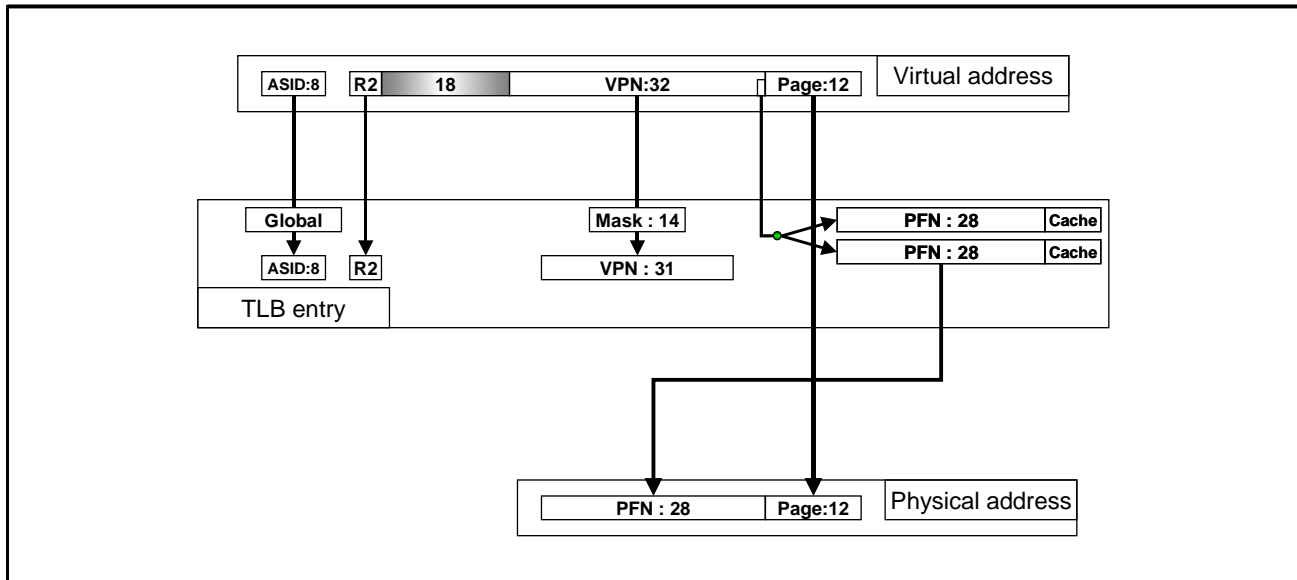 Virtual address
ASID:8 R2 18 VPN:32 Page:12
Global Mask : 14 PFN : 28 Cache
PFN : 28 Cache
ASID:8 R2 VPN : 31
TLB entry
Physical address
PFN : 28 Page:12